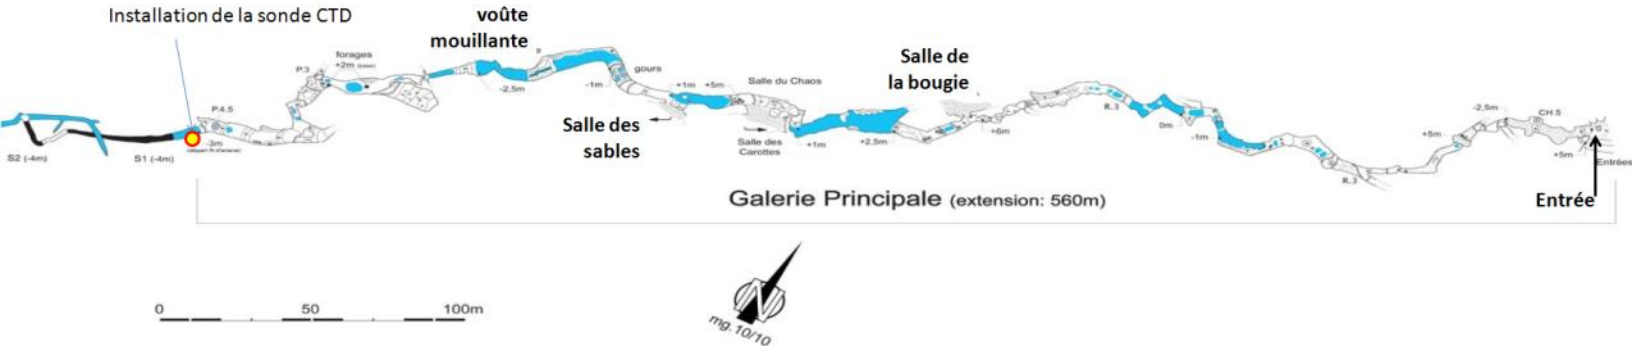 Installation de la sonde CTD
voûte
mouillante
forages
+2m
P.3
Salle de
la bougie
gours
-2,5m
-1m
+1m
+5m
Salle du Chaos
Salle des
sables
Salle des
Carottes
+1m
+2,5m
+6m
R.3
0m
-1m
R.3
+5m
-2,5m
CH.5
+5m
Entrées
Entrée
P.4,5
-3m
S2 (-4m)
S1 (-4m)
Galerie Principale (extension: 560m)
0
50
100m
N
mg. 10/10